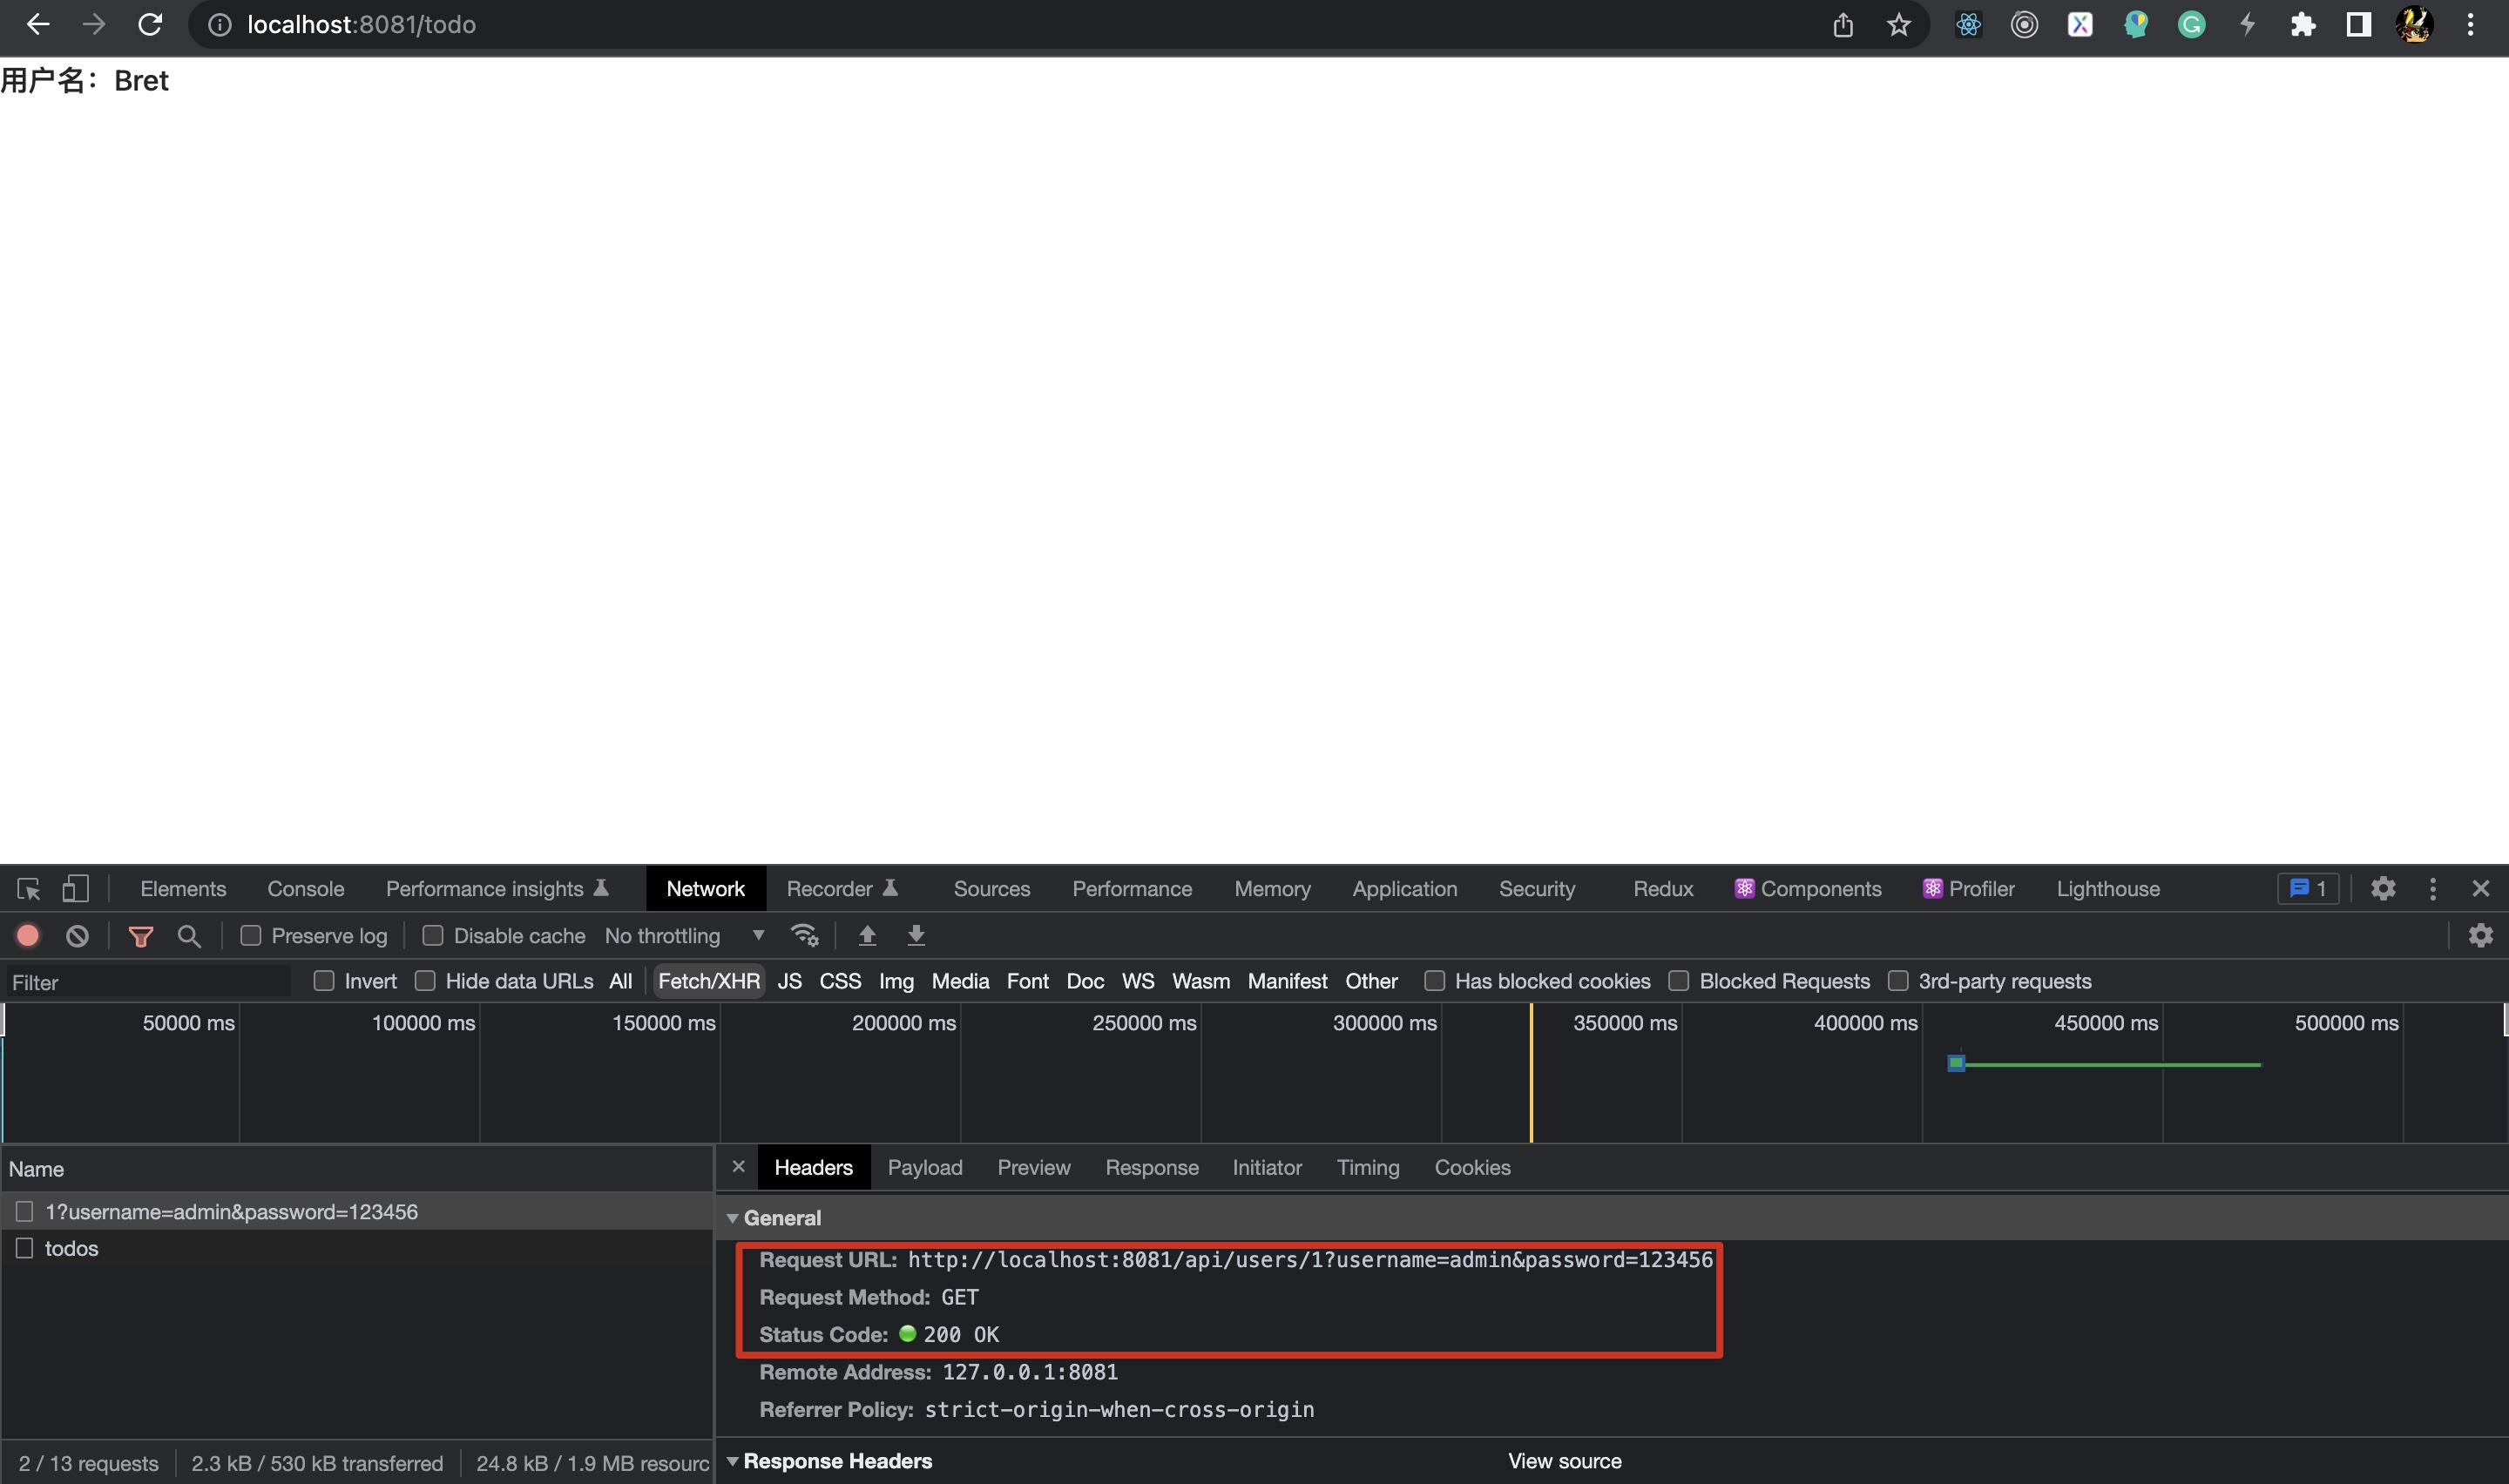 localhost:8081/todo
用户名：Bret
Elements Console Performance insights Network Recorder Sources Performance Memory Application Security Redux Components Profiler Lighthouse 1
Preserve log Disable cache No throttling
Filter Invert Hide data URLs All Fetch/XHR JS CSS Img Media Font Doc WS Wasm Manifest Other Has blocked cookies Blocked Requests 3rd-party requests
50000 ms 100000 ms 150000 ms 200000 ms 250000 ms 300000 ms 350000 ms 400000 ms 450000 ms 500000 ms
Name
1?username=admin&password=123456
todos
2 / 13 requests 2.3 kB / 530 kB transferred 24.8 kB / 1.9 MB resourc
Headers Payload Preview Response Initiator Timing Cookies
General
Request URL: http://localhost:8081/api/users/1?username=admin&password=123456
Request Method: GET
Status Code: 200 OK
Remote Address: 127.0.0.1:8081
Referrer Policy: strict-origin-when-cross-origin
Response Headers View source